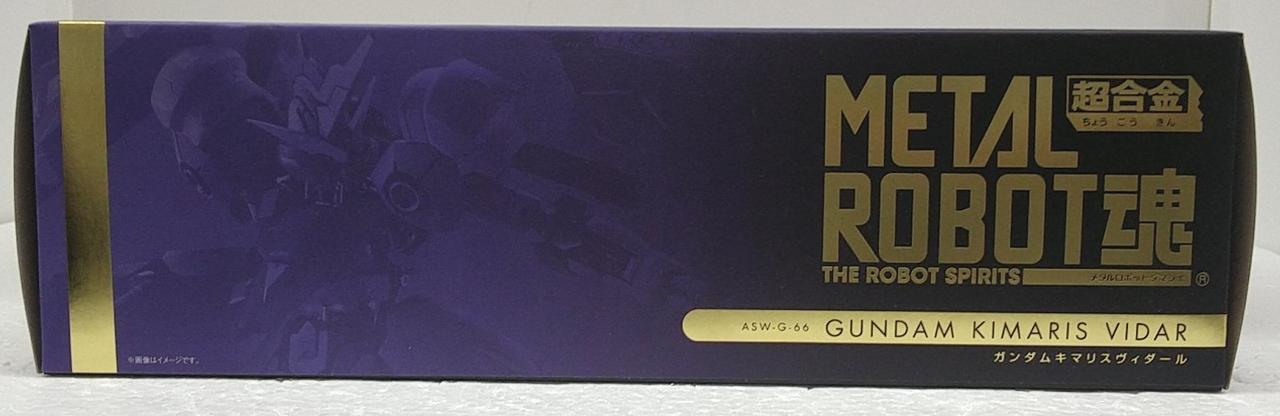 METAL 超合金
ちょう ごう きん
ROBOT魂
THE ROBOT SPIRITS メタルロボットダマシイ ®
ASW-G-66 GUNDAM KIMARIS VIDAR
ガンダムキマリスヴィダール
※画像はイメージです。